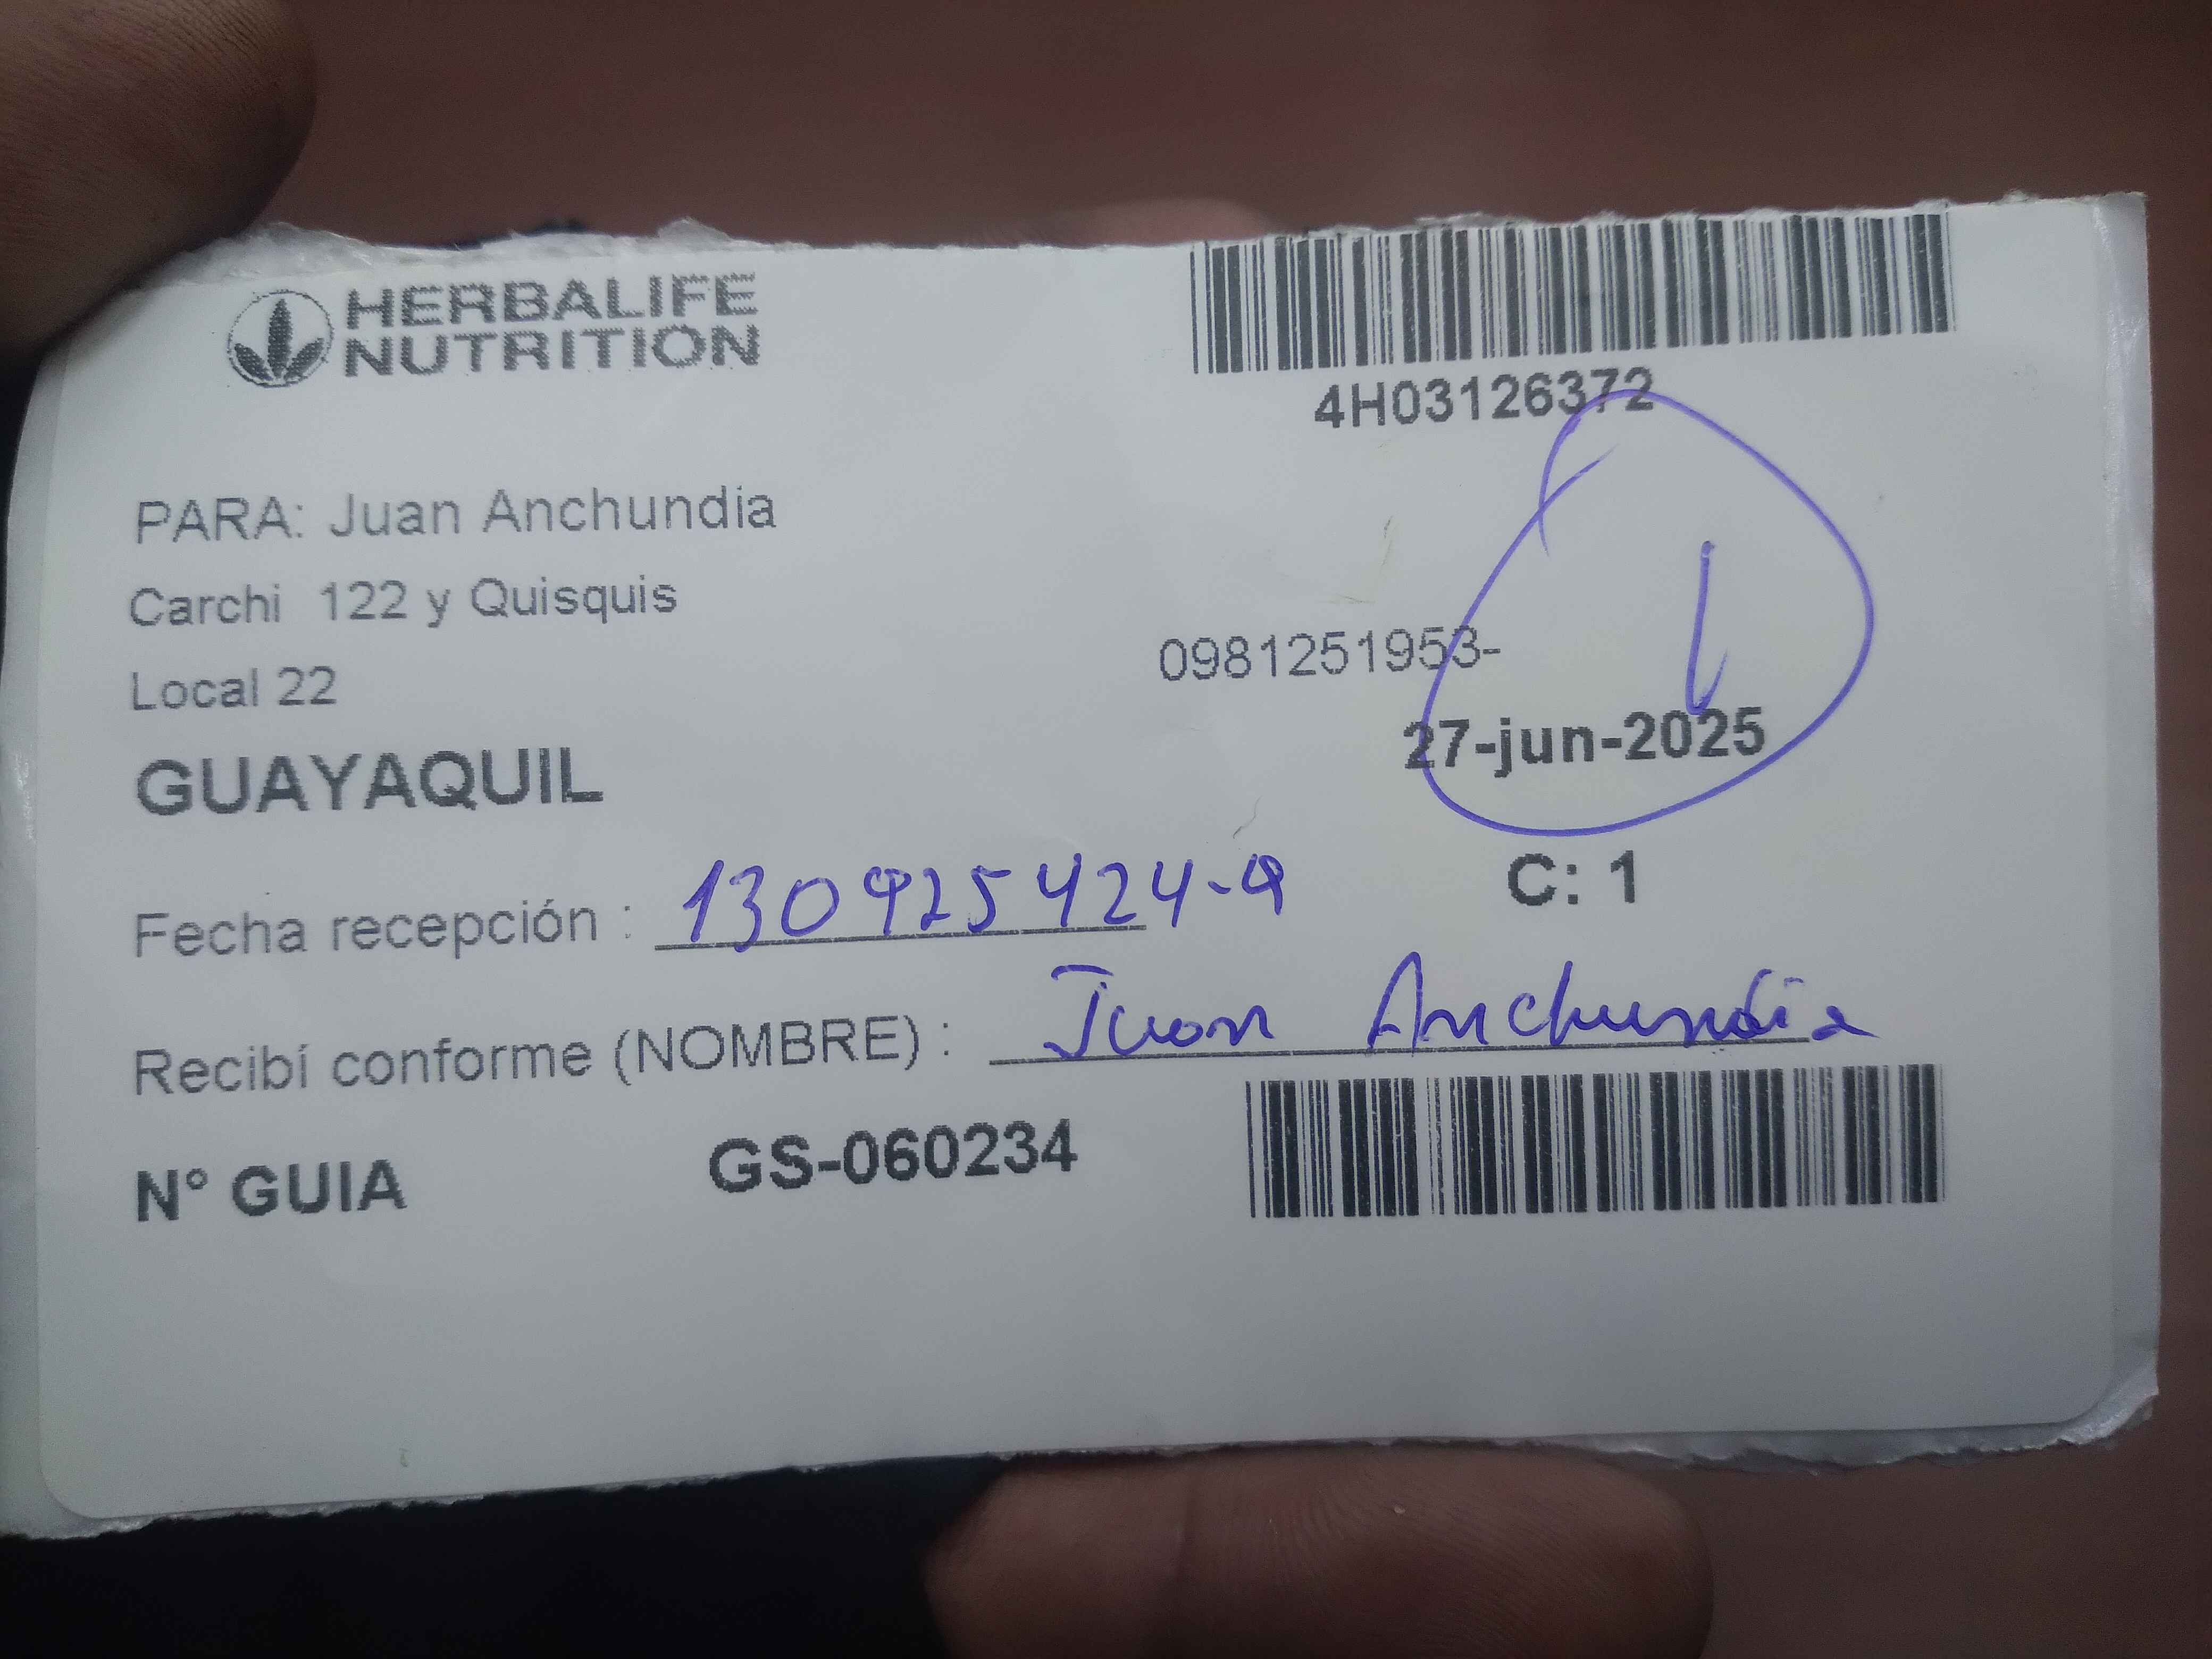 HERBALIFE
NUTRITION
4H03126372
PARA: Juan Anchundia
Carchi 122 y Quisquis
Local 22
0981251953-
27-jun-2025
GUAYAQUIL
C: 1
Fecha recepción : 130925424-9
Recibí conforme (NOMBRE) : Juan Anchundia
N° GUIA GS-060234